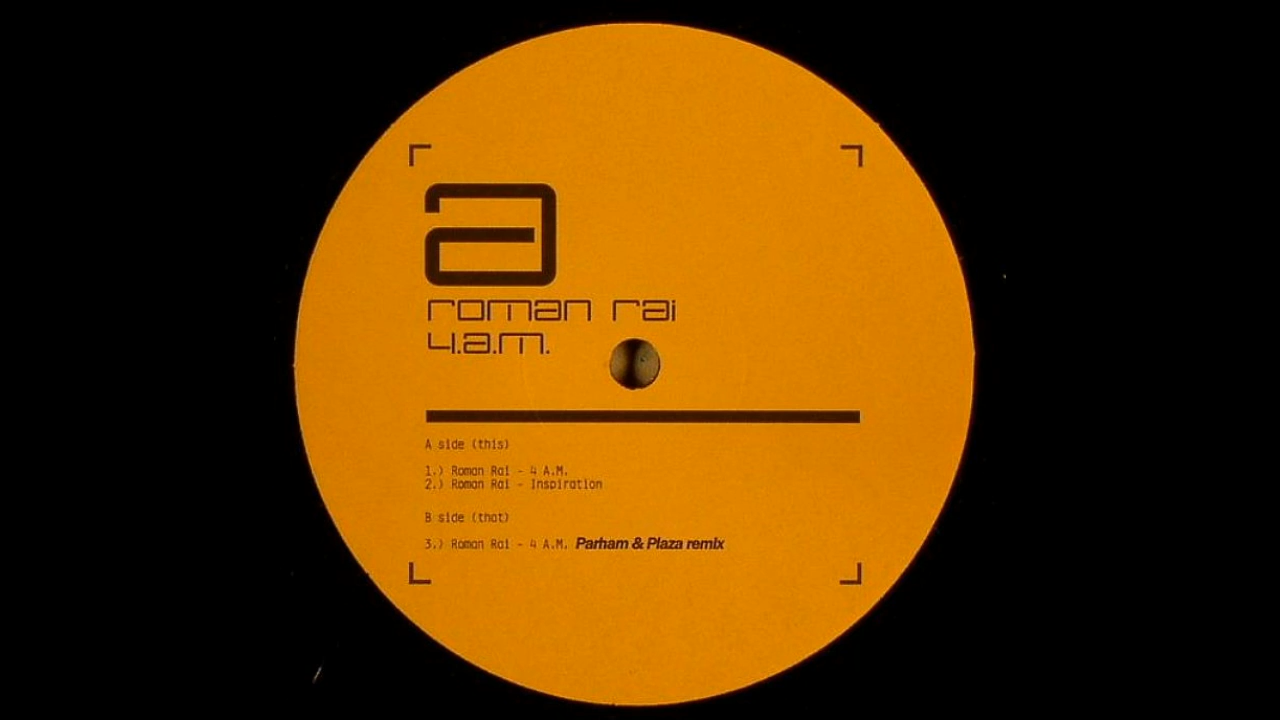 a
roman rai
4.a.m.
A side (this)
1.) Roman Rai - 4 A.M.
2.) Roman Rai - Inspiration
B side (that)
3.) Roman Rai - 4 A.M. Parham & Plaza remix